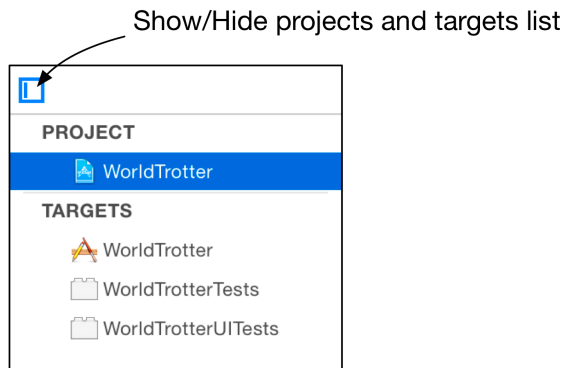 Show/Hide projects and targets list
PROJECT
WorldTrotter
TARGETS
WorldTrotter
WorldTrotterTests
WorldTrotterUITests